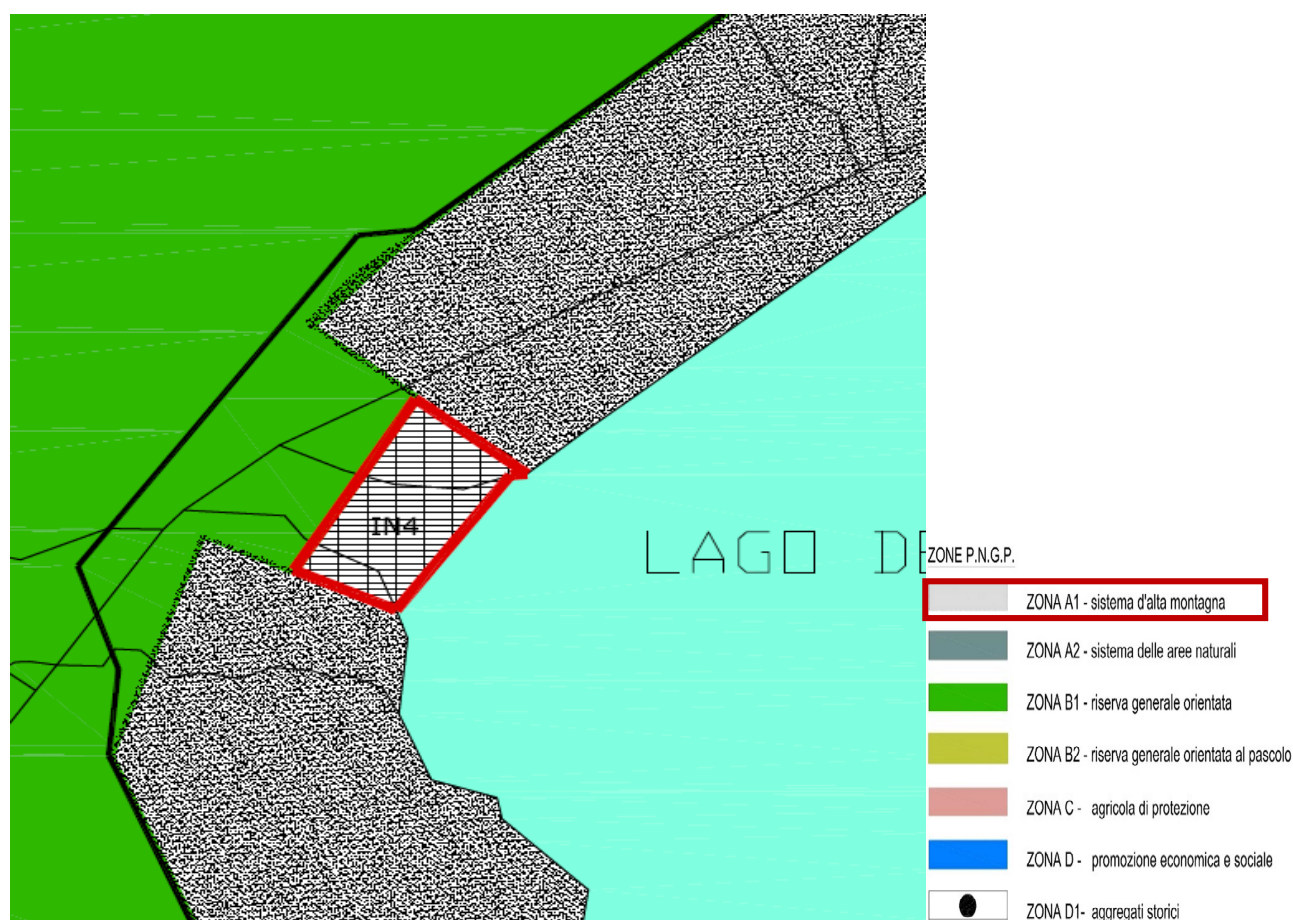 IN4
LAGO DE
ZONE P.N.G.P.
ZONA A1 - sistema d'alta montagna
ZONA A2 - sistema delle aree naturali
ZONA B1 - riserva generale orientata
ZONA B2 - riserva generale orientata al pascolo
ZONA C - agricola di protezione
ZONA D - promozione economica e sociale
ZONA D1- aggregati storici